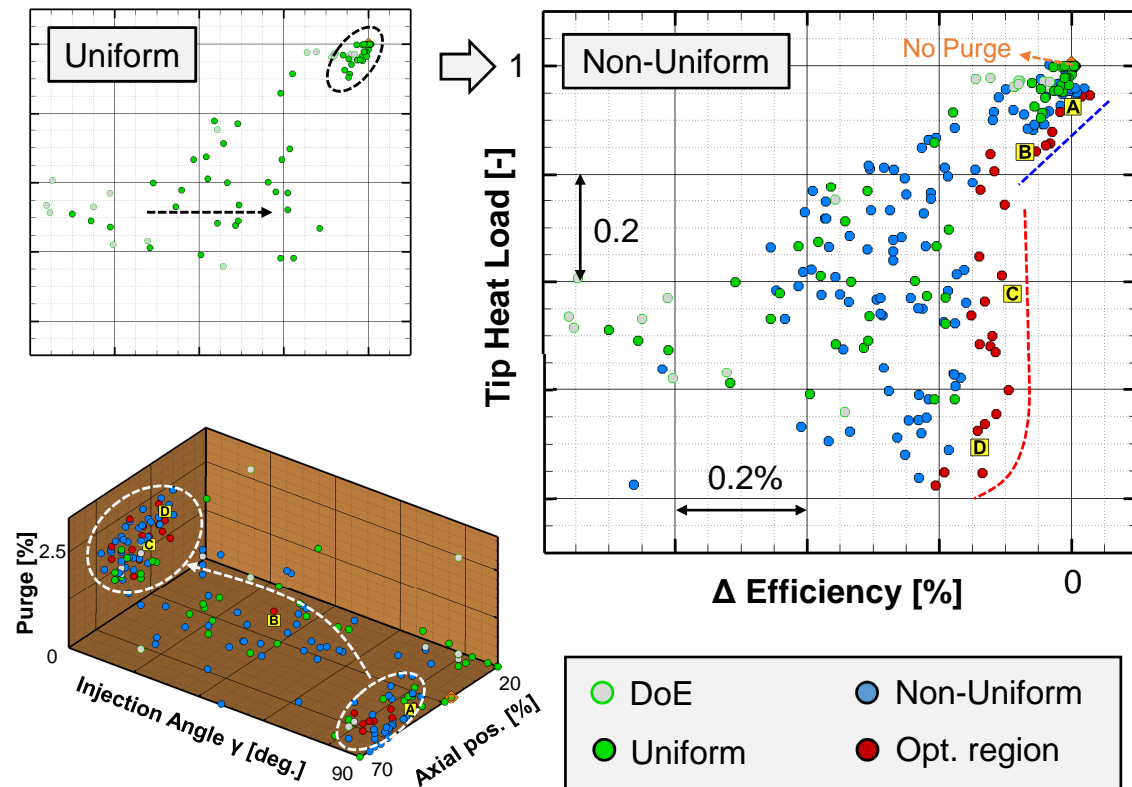 Uniform
1
Non-Uniform
No Purge
A
B
0.2
C
D
0.2%
Tip Heat Load [-]
Δ Efficiency [%]
0
Purge [%]
2.5
0
D
C
B
A
Injection Angle γ [deg.]
90
70
Axial pos. [%]
20
DoE
Non-Uniform
Uniform
Opt. region